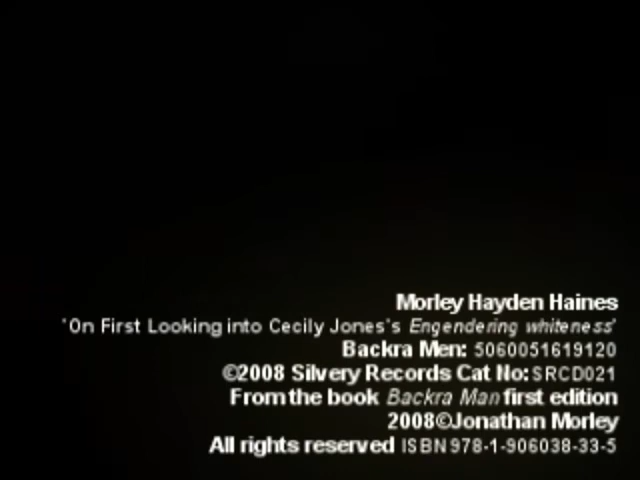 Morley Hayden Haines
'On First Looking into Cecily Jones's Engendering whiteness'
Backra Men: 5060051619120
©2008 Silvery Records Cat No: SRCD021
From the book Backra Man first edition
2008©Jonathan Morley
All rights reserved ISBN 978-1-906038-33-5